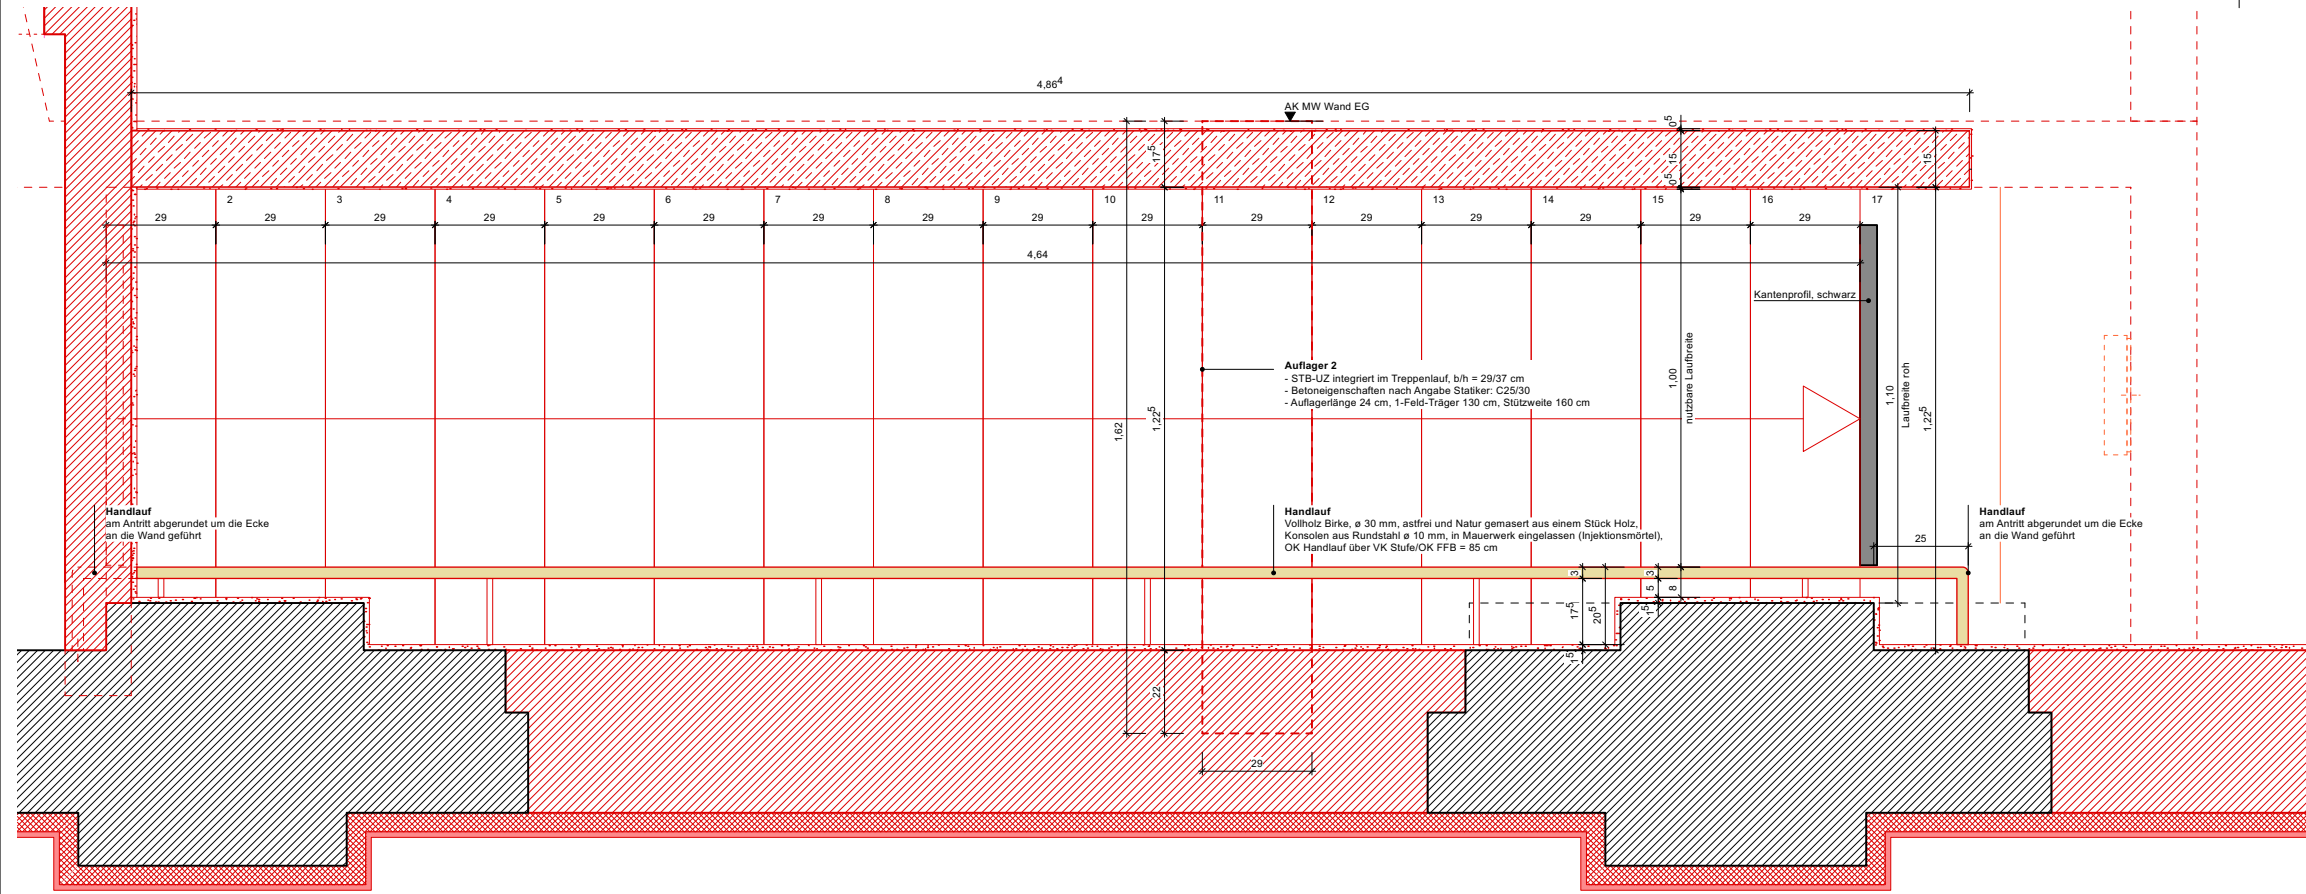 4,86⁴
AK MW Wand EG
0⁵
17⁵
15
0⁵
15
2 3 4 5 6 7 8 9 10 11 12 13 14 15 16 17
29 29 29 29 29 29 29 29 29 29 29 29 29 29 29 29
4,64
Kantenprofil, schwarz
Auflager 2
- STB-UZ integriert im Treppenlauf, b/h = 29/37 cm
- Betoneigenschaften nach Angabe Statiker: C25/30
- Auflagerlänge 24 cm, 1-Feld-Träger 130 cm, Stützweite 160 cm
1,62
1,22⁵
1,00
nutzbare Laufbreite
1,10
Laufbreite roh
1,22⁵
Handlauf
am Antritt abgerundet um die Ecke
an die Wand geführt
Handlauf
Vollholz Birke, ø 30 mm, astfrei und Natur gemasert aus einem Stück Holz,
Konsolen aus Rundstahl ø 10 mm, in Mauerwerk eingelassen (Injektionsmörtel),
OK Handlauf über VK Stufe/OK FFB = 85 cm
Handlauf
am Antritt abgerundet um die Ecke
an die Wand geführt
25
3
17⁵
20⁵
1⁵
3
5
8
1⁵
22
29